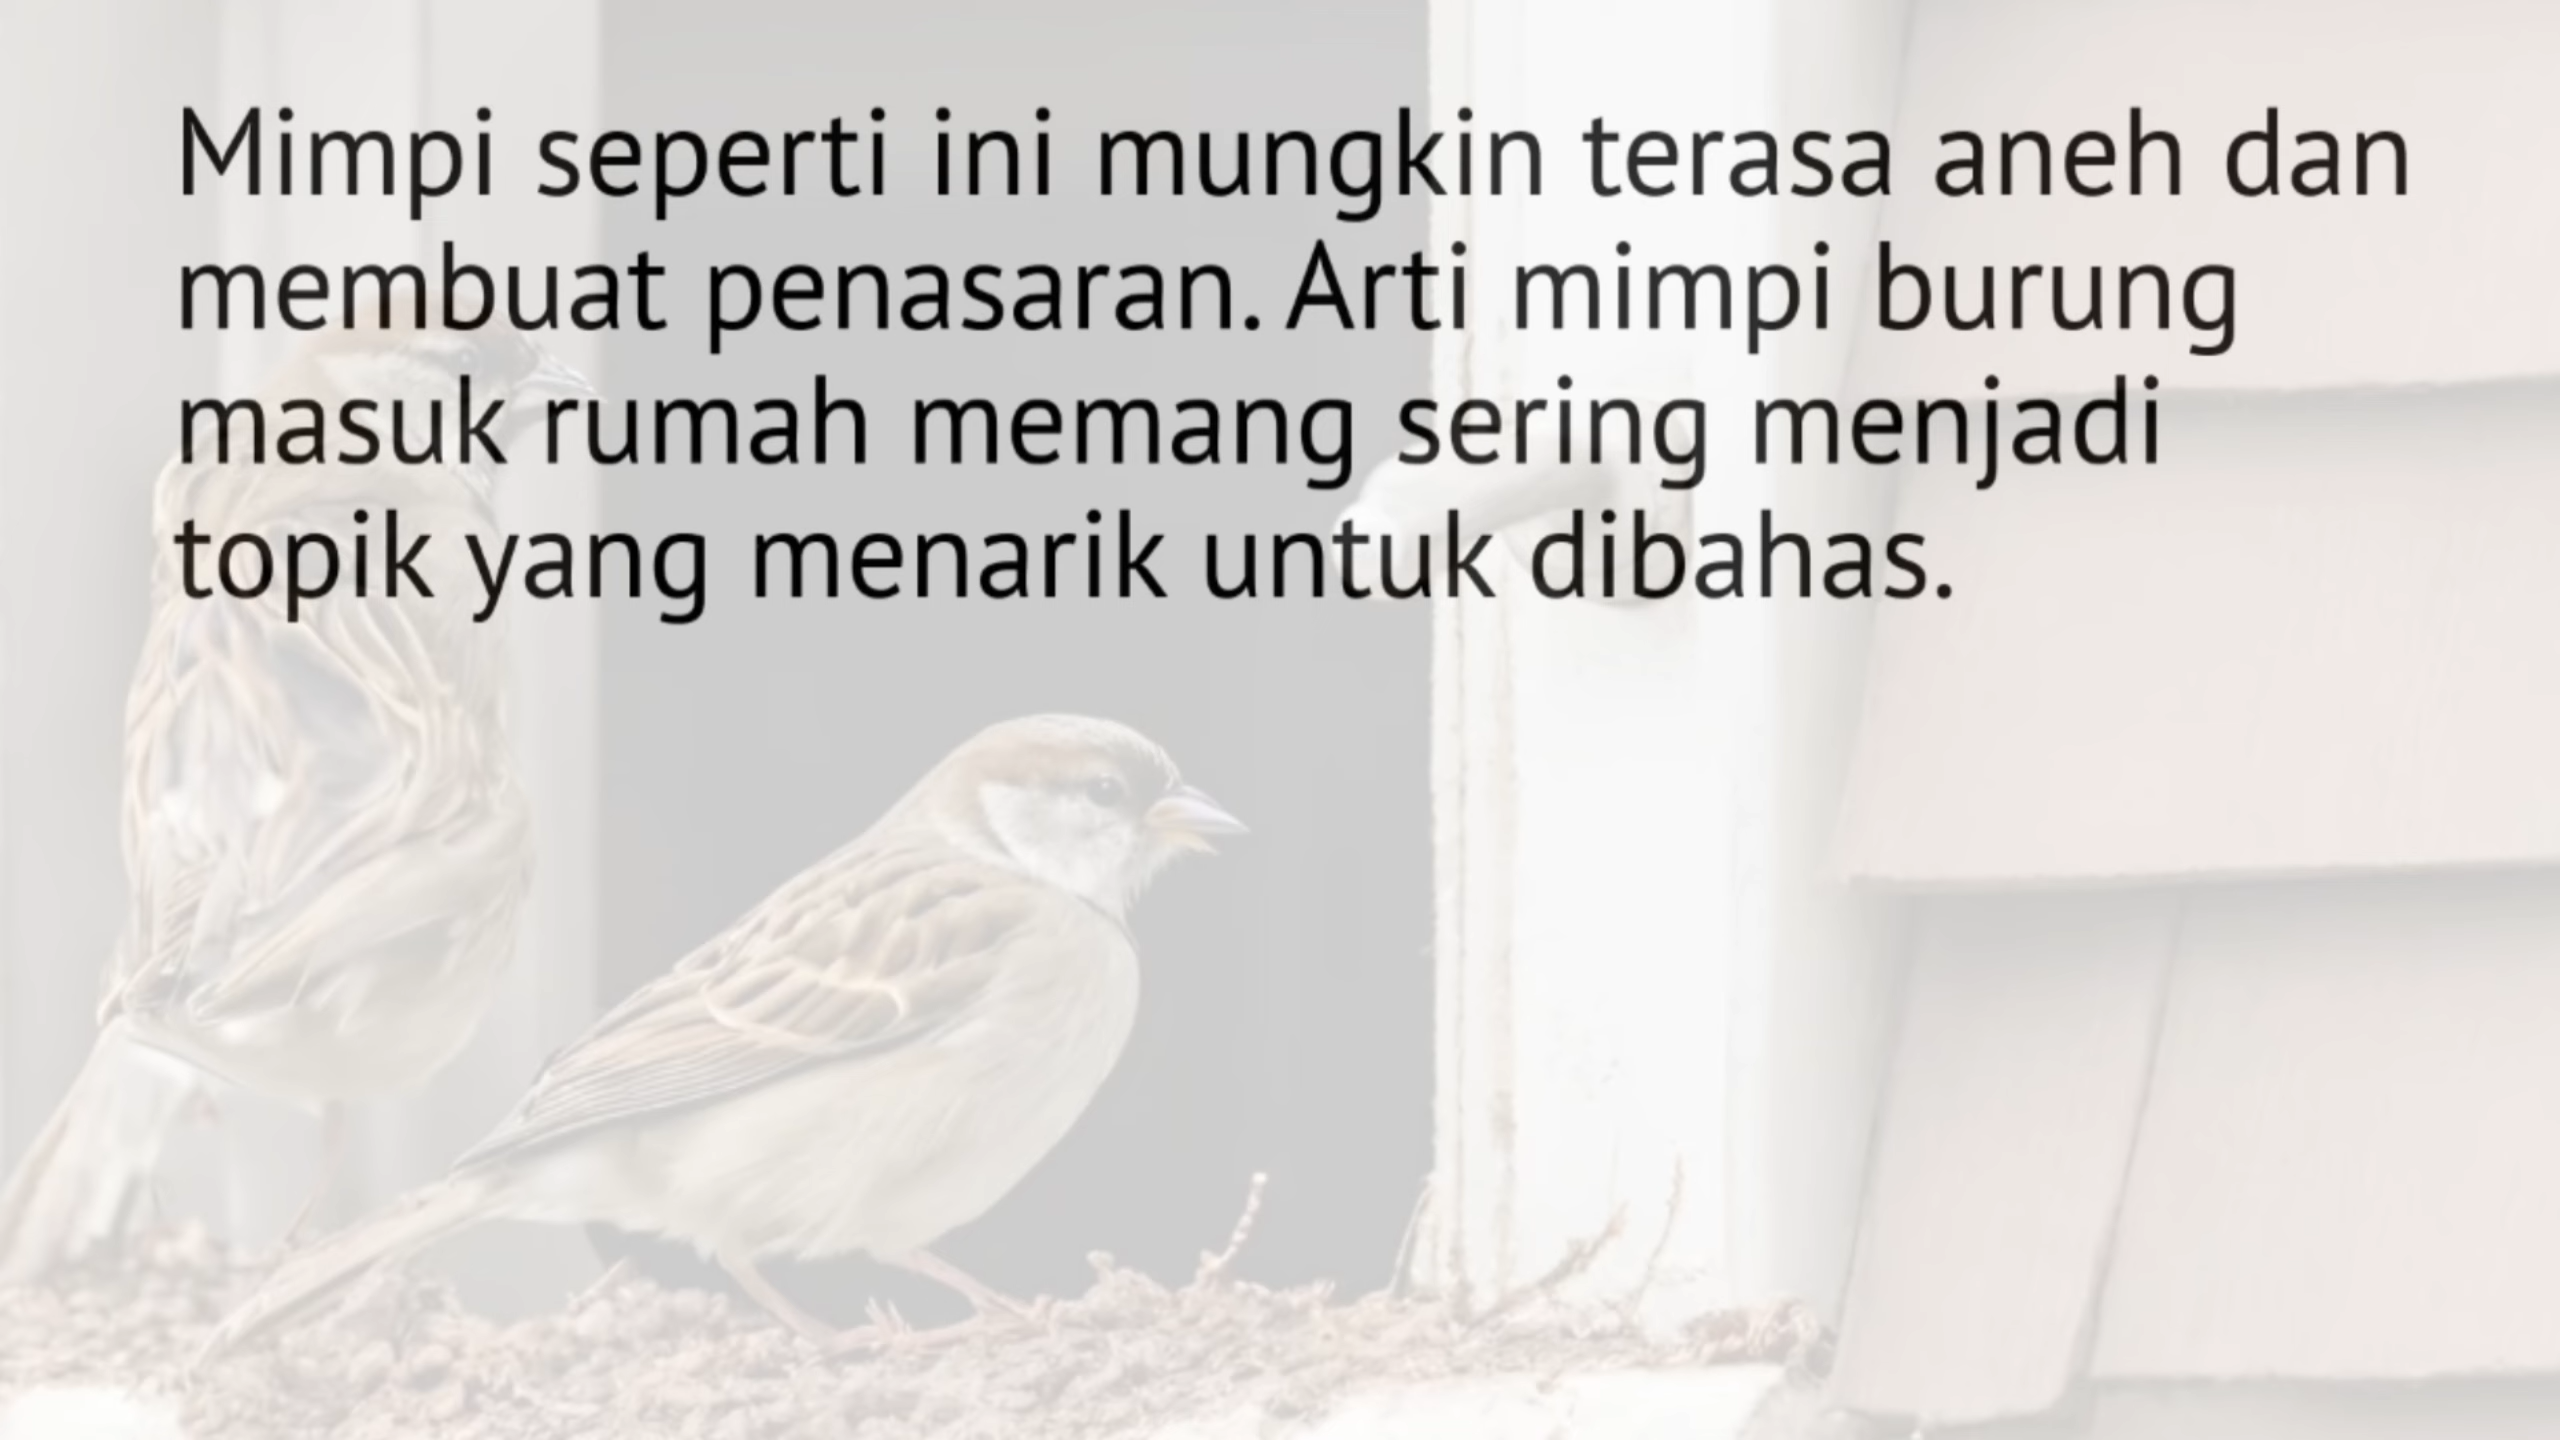 Mimpi seperti ini mungkin terasa aneh dan
membuat penasaran. Arti mimpi burung
masuk rumah memang sering menjadi
topik yang menarik untuk dibahas.